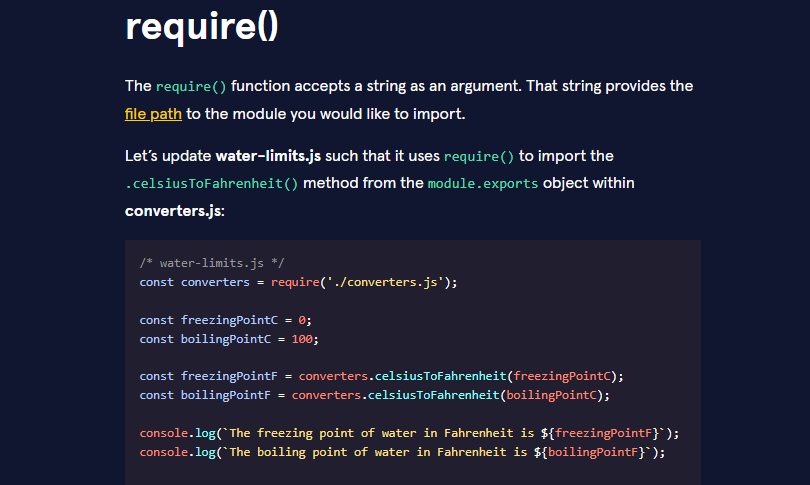 require()
The require() function accepts a string as an argument. That string provides the
file path to the module you would like to import.
Let’s update water-limits.js such that it uses require() to import the
.celsiusToFahrenheit() method from the module.exports object within
converters.js:
/* water-limits.js */
const converters = require('./converters.js');
const freezingPointC = 0;
const boilingPointC = 100;
const freezingPointF = converters.celsiusToFahrenheit(freezingPointC);
const boilingPointF = converters.celsiusToFahrenheit(boilingPointC);
console.log(`The freezing point of water in Fahrenheit is ${freezingPointF}`);
console.log(`The boiling point of water in Fahrenheit is ${boilingPointF}`);